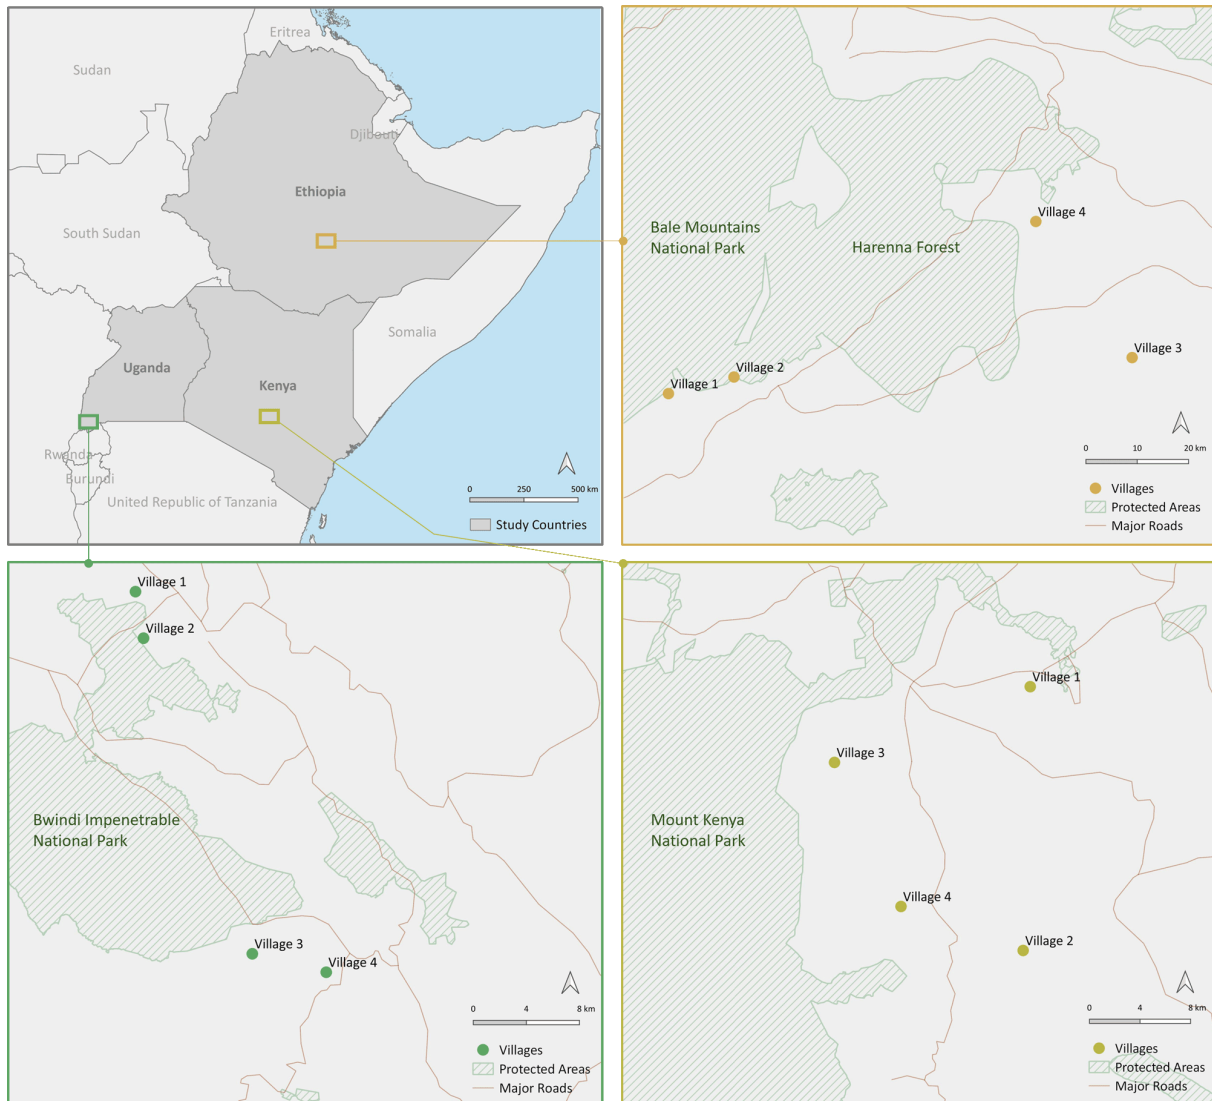 Eritrea
Sudan
Djibouti
Ethiopia
South Sudan
Somalia
Uganda
Kenya
Rwanda
Burundi
United Republic of Tanzania
0 250 500 km
Study Countries
Village 4
Bale Mountains
National Park
Harenna Forest
Village 3
Village 2
Village 1
0 10 20 km
Villages
Protected Areas
Major Roads
Village 1
Village 2
Bwindi Impenetrable
National Park
Village 3
Village 4
0 4 8 km
Villages
Protected Areas
Major Roads
Village 1
Village 3
Mount Kenya
National Park
Village 4
Village 2
0 4 8 km
Villages
Protected Areas
Major Roads